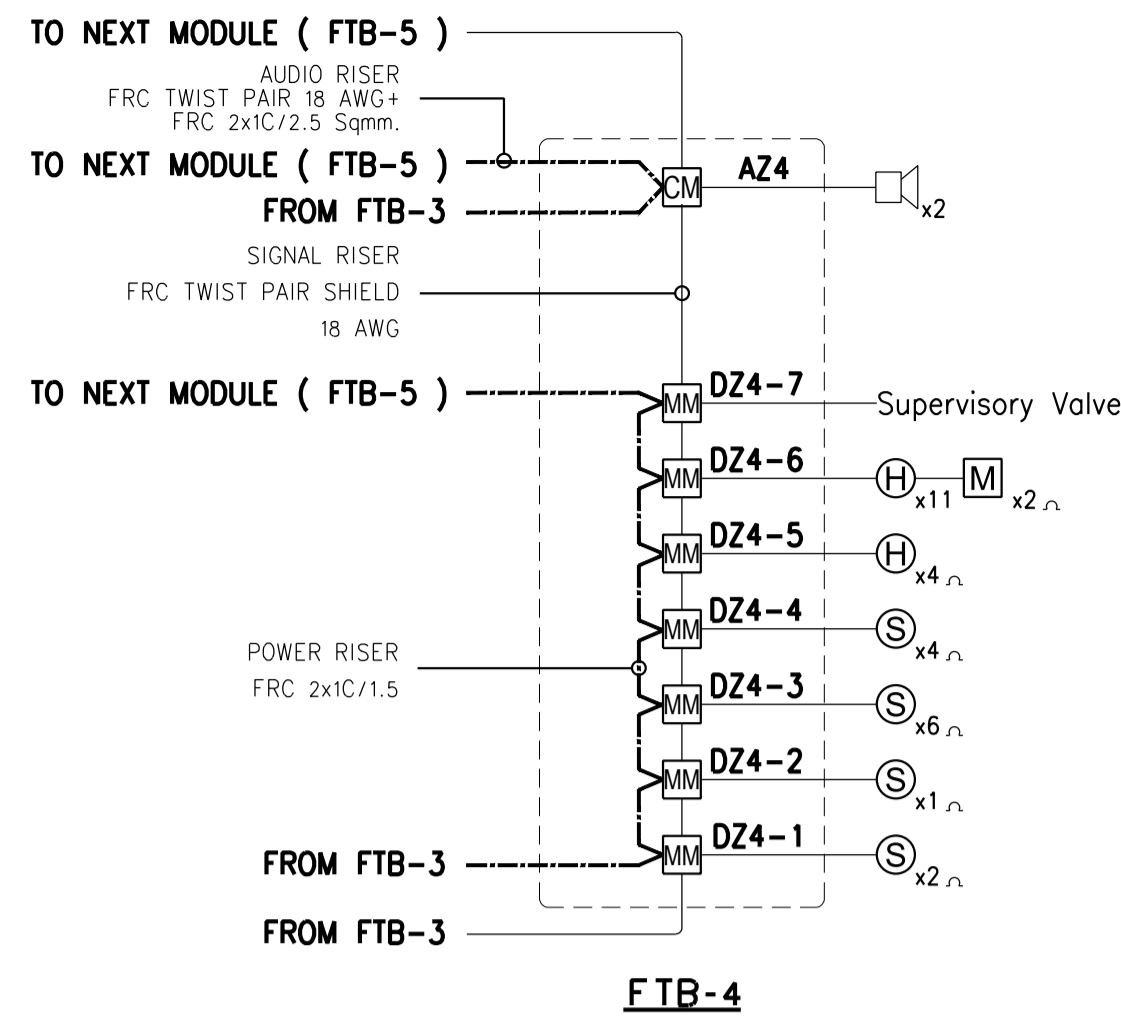 TO NEXT MODULE ( FTB-5 )
AUDIO RISER
FRC TWIST PAIR 18 AWG+
FRC 2x1C/2.5 Sqmm.
TO NEXT MODULE ( FTB-5 )
CM
AZ4
x2
FROM FTB-3
SIGNAL RISER
FRC TWIST PAIR SHIELD
18 AWG
TO NEXT MODULE ( FTB-5 )
MM
DZ4-7
Supervisory Valve
MM
DZ4-6
H
x11
M
x2
MM
DZ4-5
H
x4
MM
DZ4-4
S
x4
POWER RISER
FRC 2x1C/1.5
MM
DZ4-3
S
x6
MM
DZ4-2
S
x1
MM
DZ4-1
S
x2
FROM FTB-3
FROM FTB-3
FTB-4